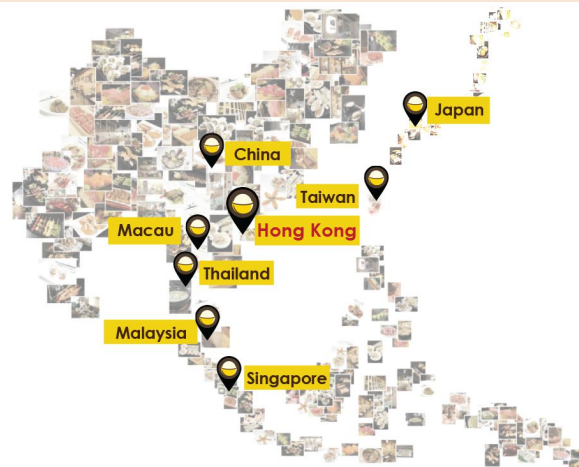 Japan
China
Taiwan
Macau
Hong Kong
Thailand
Malaysia
Singapore